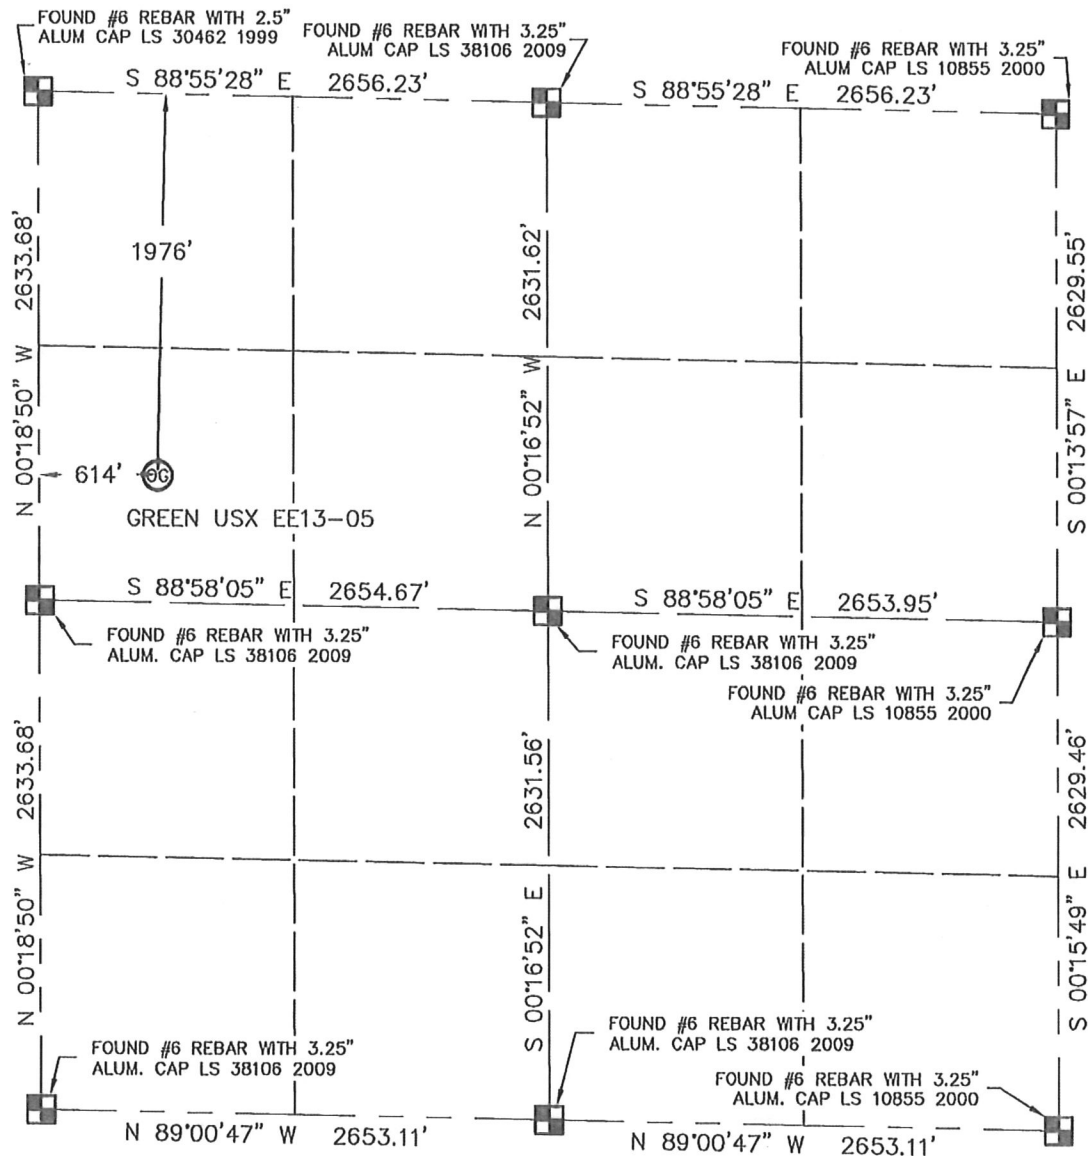 FOUND #6 REBAR WITH 2.5"
ALUM CAP LS 30462 1999
FOUND #6 REBAR WITH 3.25"
ALUM CAP LS 38106 2009
FOUND #6 REBAR WITH 3.25"
ALUM CAP LS 10855 2000
S 88°55'28" E 2656.23'
S 88°55'28" E 2656.23'
N 00°18'50" W 2633.68'
1976'
N 00°16'52" W 2631.62'
S 00°13'57" E 2629.55'
614'
OG
GREEN USX EE13-05
S 88°58'05" E 2654.67'
S 88°58'05" E 2653.95'
FOUND #6 REBAR WITH 3.25"
ALUM. CAP LS 38106 2009
FOUND #6 REBAR WITH 3.25"
ALUM. CAP LS 38106 2009
FOUND #6 REBAR WITH 3.25"
ALUM CAP LS 10855 2000
N 00°18'50" W 2633.68'
S 00°16'52" E 2631.56'
S 00°15'49" E 2629.46'
FOUND #6 REBAR WITH 3.25"
ALUM. CAP LS 38106 2009
FOUND #6 REBAR WITH 3.25"
ALUM. CAP LS 38106 2009
FOUND #6 REBAR WITH 3.25"
ALUM. CAP LS 10855 2000
N 89°00'47" W 2653.11'
N 89°00'47" W 2653.11'